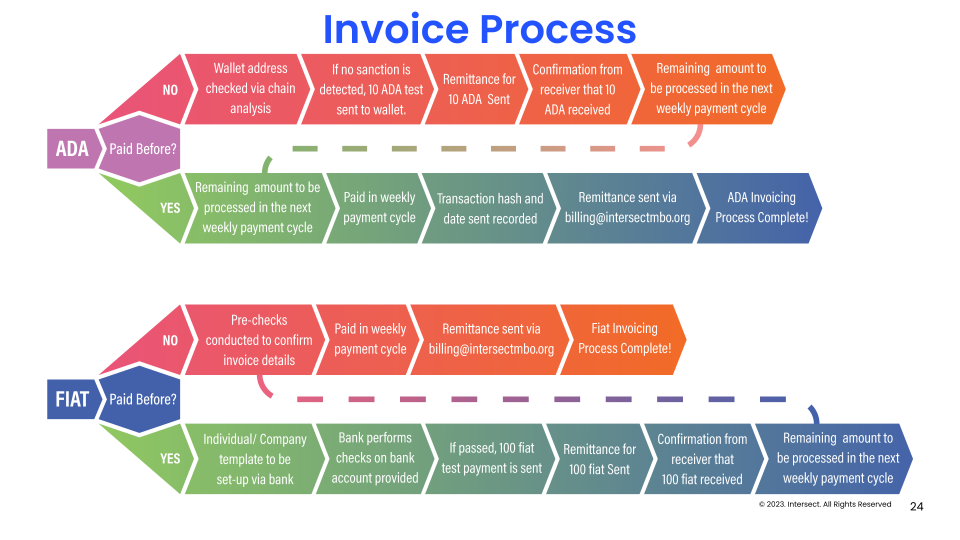 Invoice Process
ADA
Paid Before?
NO
Wallet address
checked via chain
analysis
If no sanction is
detected, 10 ADA test
sent to wallet.
Remittance for
10 ADA Sent
Confirmation from
receiver that 10
ADA received
Remaining amount to
be processed in the next
weekly payment cycle
YES
Remaining amount to be
processed in the next
weekly payment cycle
Paid in weekly
payment cycle
Transaction hash and
date sent recorded
Remittance sent via
billing@intersectmbo.org
ADA Invoicing
Process Complete!
FIAT
Paid Before?
NO
Pre-checks
conducted to confirm
invoice details
Paid in weekly
payment cycle
Remittance sent via
billing@intersectmbo.org
Fiat Invoicing
Process Complete!
YES
Individual/ Company
template to be
set-up via bank
Bank performs
checks on bank
account provided
If passed, 100 fiat
test payment is sent
Remittance for
100 fiat Sent
Confirmation from
receiver that
100 fiat received
Remaining amount to
be processed in the next
weekly payment cycle
© 2023. Intersect. All Rights Reserved
24